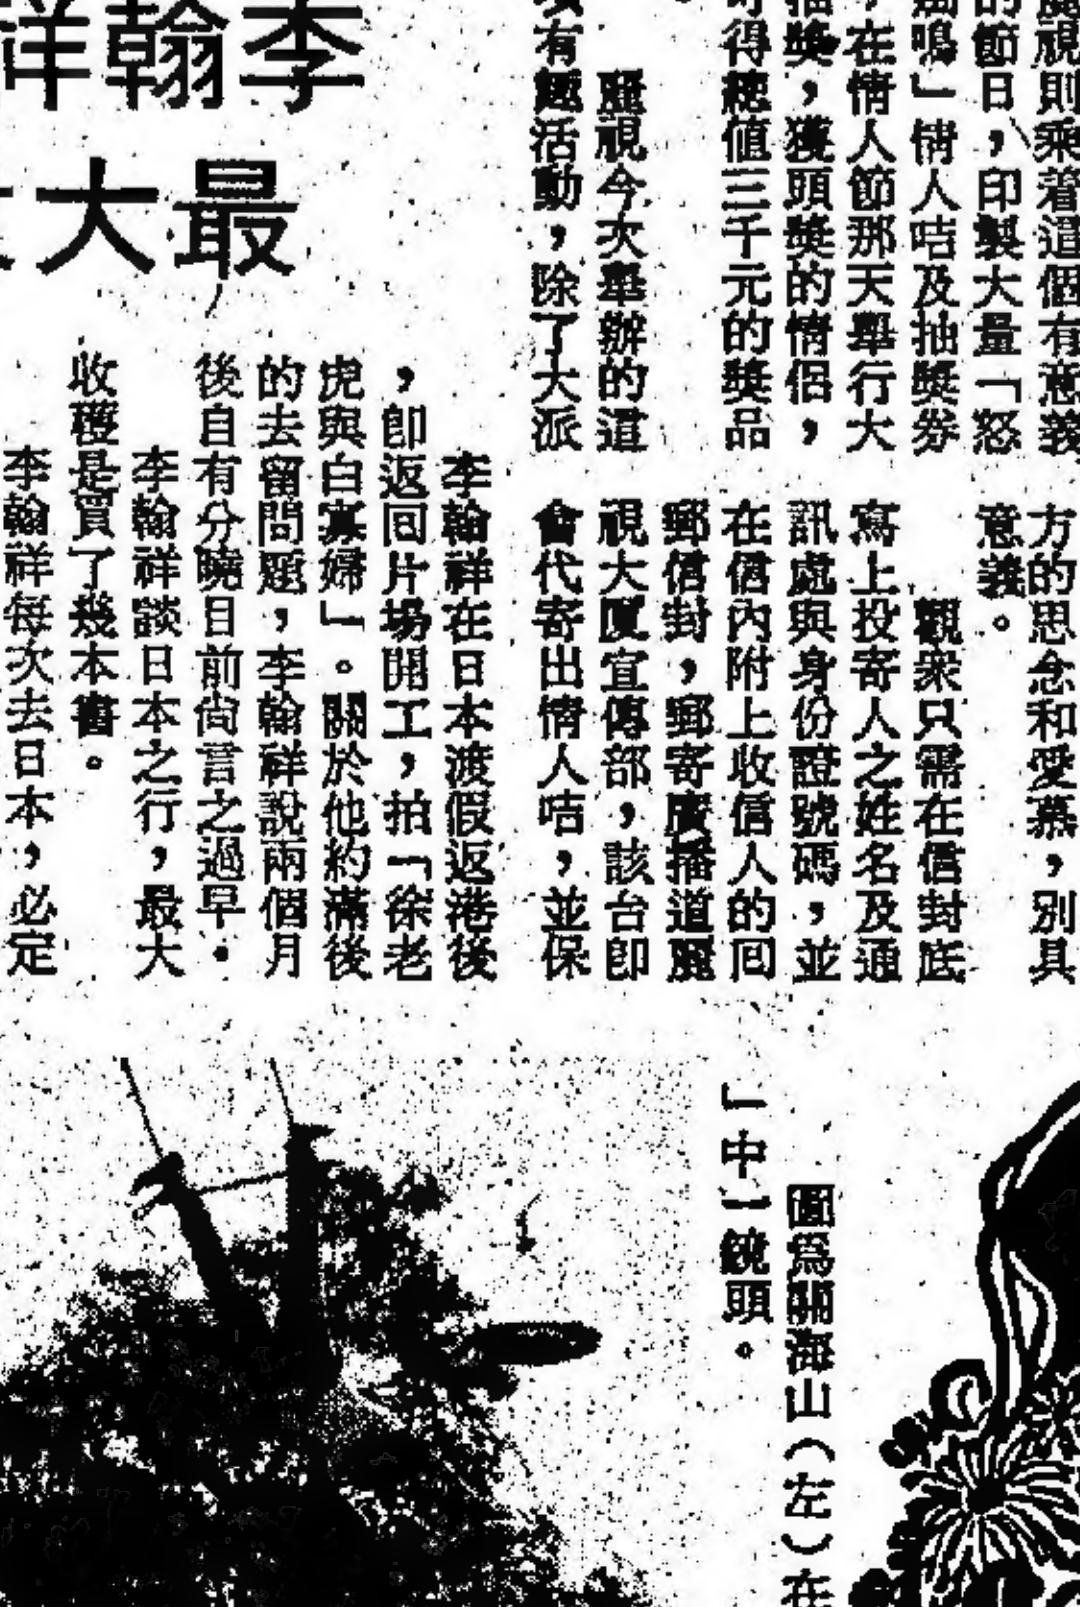 麗視則乘着這個有意義
的節日，印製大量「怒
鳴」情人咭及抽獎券
，在情人節那天舉行大
抽獎，獲頭獎的情侶，
可得總值三千元的獎品
麗視今次舉辦的這
項有趣活動，除了大派
方的思念和愛慕，別具
意義。
觀衆只需在信封底
寫上投寄人之姓名及通
訊處與身份證號碼，並
在信內附上收信人的回
郵信封，郵寄廣播道麗
視大厦宣傳部，該台卽
會代寄出情人咭，並保
李翰祥
最大
李翰祥在日本渡假返港後
，卽返回片場開工，拍「徐老
虎與白寡婦」。關於他約滿後
的去留問題，李翰祥說兩個月
後自有分曉目前尙言之過早．
李翰祥談日本之行，最大
收穫是買了幾本書。
李翰祥每次去日本，必定
圖爲關海山（左）在
」中一鏡頭。